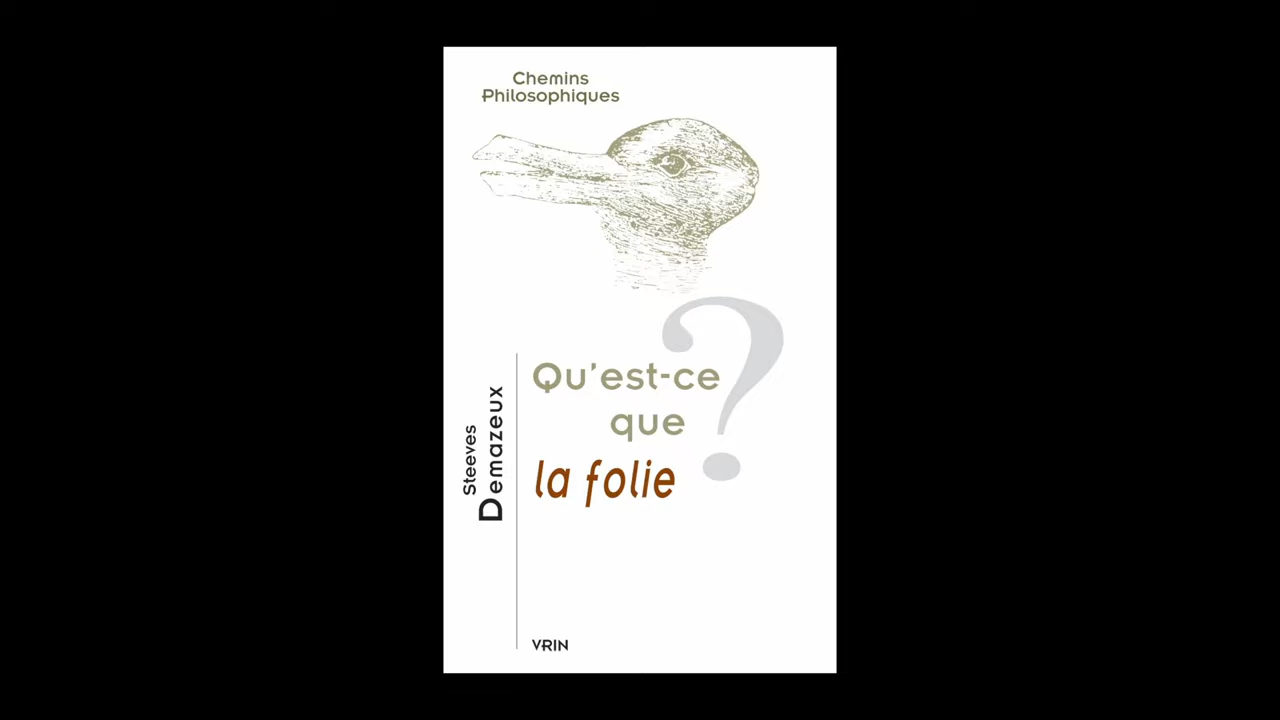 Chemins
Philosophiques
Qu'est-ce
que
la folie
?
Steeves
Demazeux
VRIN